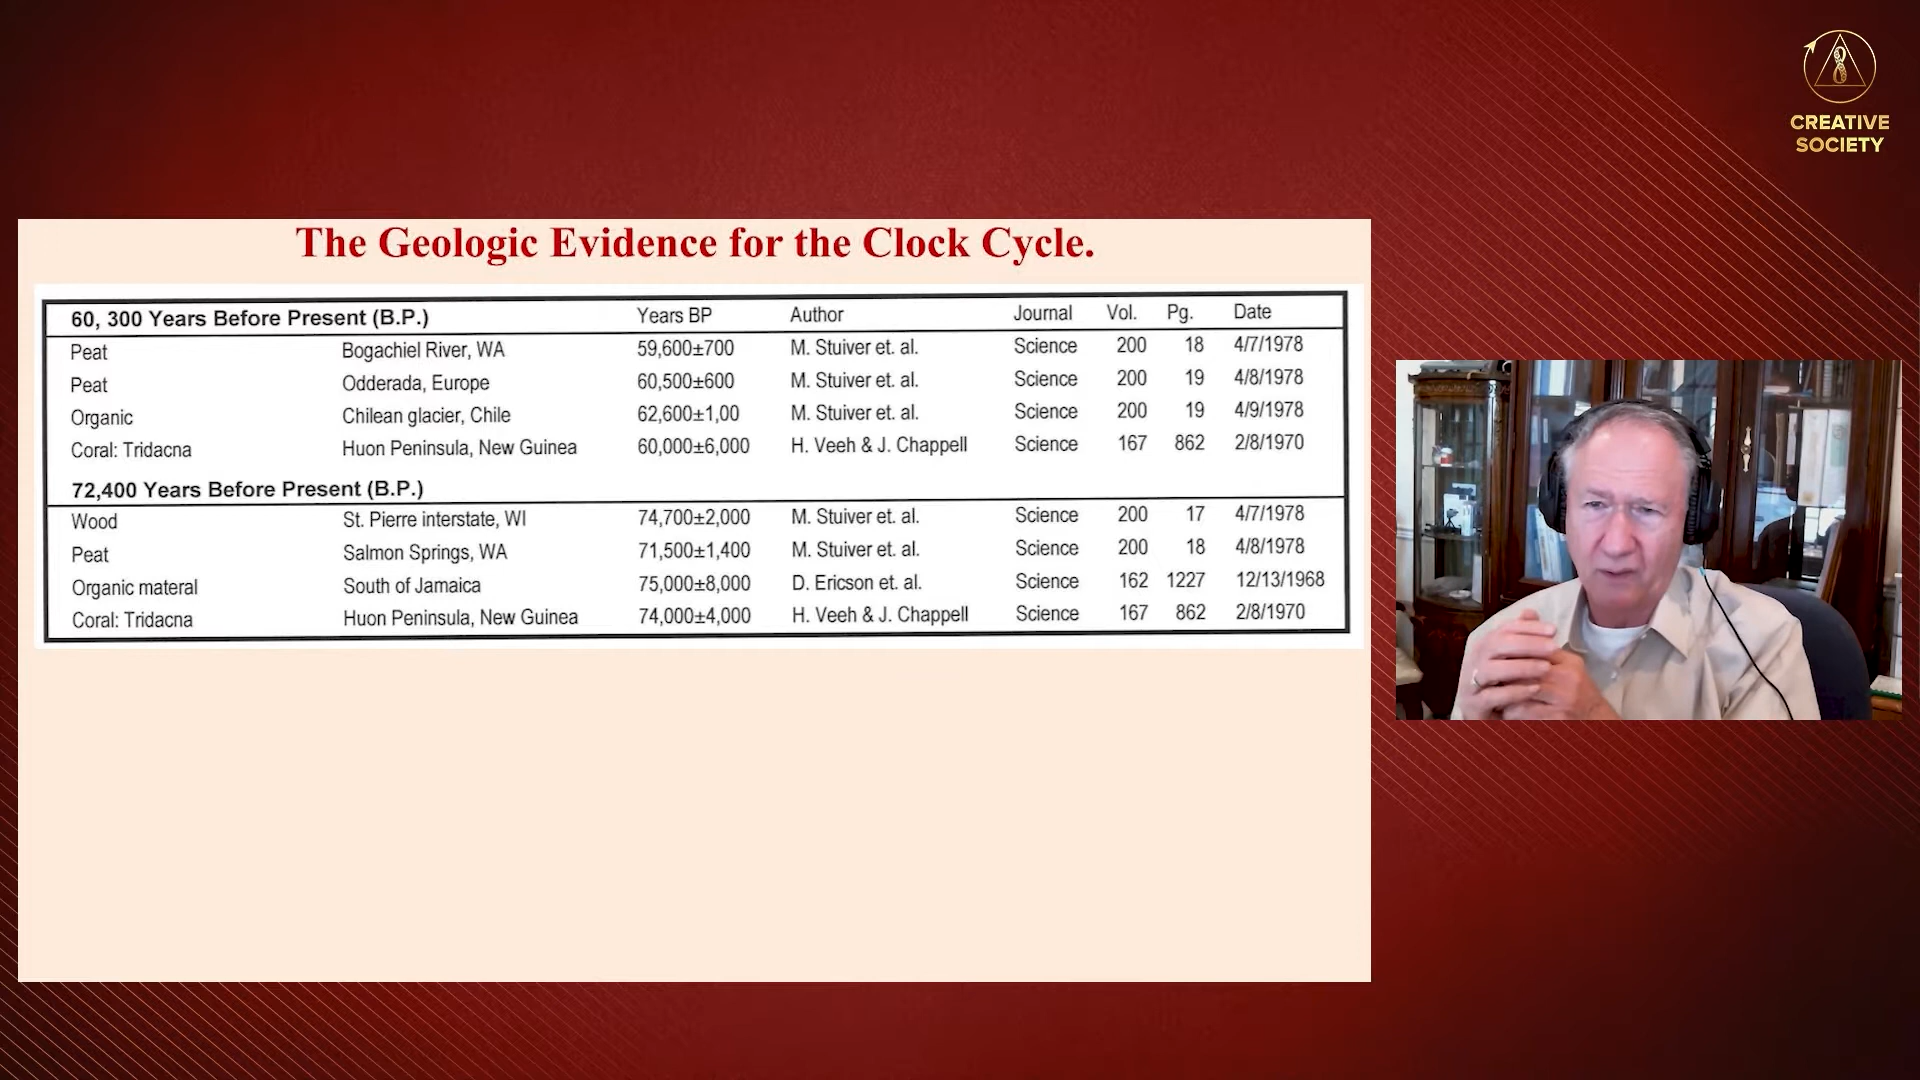 CREATIVE
SOCIETY
The Geologic Evidence for the Clock Cycle.
60, 300 Years Before Present (B.P.) Years BP Author Journal Vol. Pg. Date
Peat Bogachiel River, WA 59,600±700 M. Stuiver et. al. Science 200 18 4/7/1978
Peat Odderada, Europe 60,500±600 M. Stuiver et. al. Science 200 19 4/8/1978
Organic Chilean glacier, Chile 62,600±1,00 M. Stuiver et. al. Science 200 19 4/9/1978
Coral: Tridacna Huon Peninsula, New Guinea 60,000±6,000 H. Veeh & J. Chappell Science 167 862 2/8/1970
72,400 Years Before Present (B.P.)
Wood St. Pierre interstate, WI 74,700±2,000 M. Stuiver et. al. Science 200 17 4/7/1978
Peat Salmon Springs, WA 71,500±1,400 M. Stuiver et. al. Science 200 18 4/8/1978
Organic materal South of Jamaica 75,000±8,000 D. Ericson et. al. Science 162 1227 12/13/1968
Coral: Tridacna Huon Peninsula, New Guinea 74,000±4,000 H. Veeh & J. Chappell Science 167 862 2/8/1970